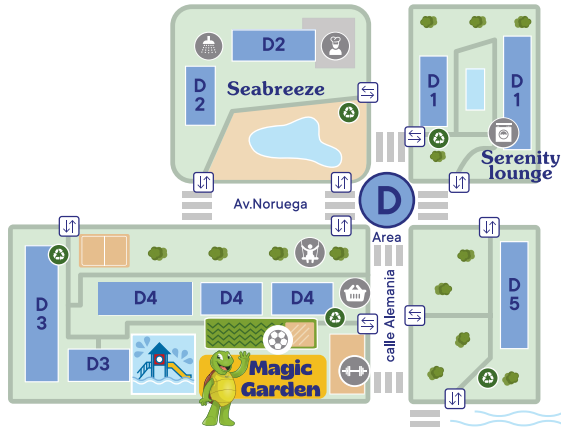 D2
D
2
Seabreeze
D
1
D
1
Serenity
lounge
Av.Noruega
D
Area
calle Alemania
D
3
D4
D4
D4
D3
Magic
Garden
D
5